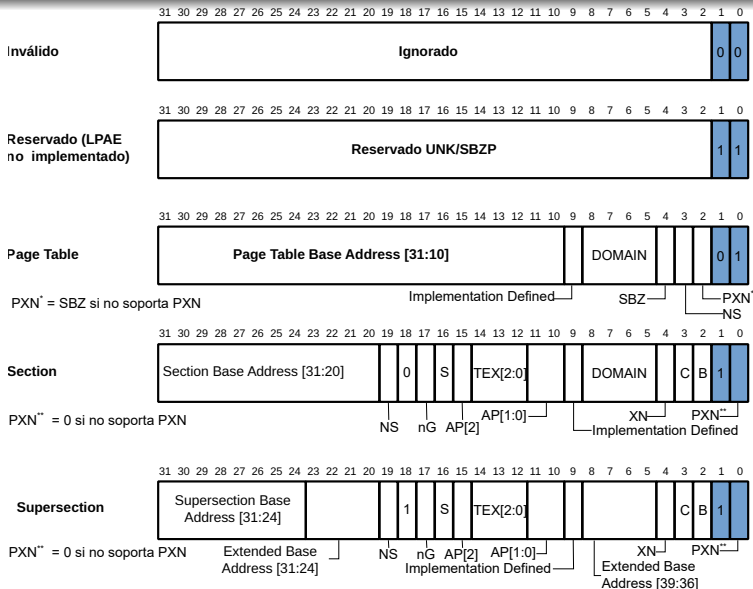 31 30 29 28 27 26 25 24 23 22 21 20 19 18 17 16 15 14 13 12 11 10 9 8 7 6 5 4 3 2 1 0
Inválido
Ignorado
0 0
31 30 29 28 27 26 25 24 23 22 21 20 19 18 17 16 15 14 13 12 11 10 9 8 7 6 5 4 3 2 1 0
Reservado (LPAE
no implementado)
Reservado UNK/SBZP
1 1
31 30 29 28 27 26 25 24 23 22 21 20 19 18 17 16 15 14 13 12 11 10 9 8 7 6 5 4 3 2 1 0
Page Table
Page Table Base Address [31:10]
DOMAIN
0 1
PXN* = SBZ si no soporta PXN
Implementation Defined
SBZ
PXN*
NS
31 30 29 28 27 26 25 24 23 22 21 20 19 18 17 16 15 14 13 12 11 10 9 8 7 6 5 4 3 2 1 0
Section
Section Base Address [31:20]
0 S TEX[2:0] DOMAIN C B 1
PXN** = 0 si no soporta PXN
NS nG AP[2] AP[1:0] XN PXN**
Implementation Defined
31 30 29 28 27 26 25 24 23 22 21 20 19 18 17 16 15 14 13 12 11 10 9 8 7 6 5 4 3 2 1 0
Supersection
Supersection Base
Address [31:24]
1 S TEX[2:0] C B 1
PXN** = 0 si no soporta PXN
Extended Base
Address [31:24]
NS nG AP[2] AP[1:0] XN PXN**
Implementation Defined
Extended Base
Address [39:36]